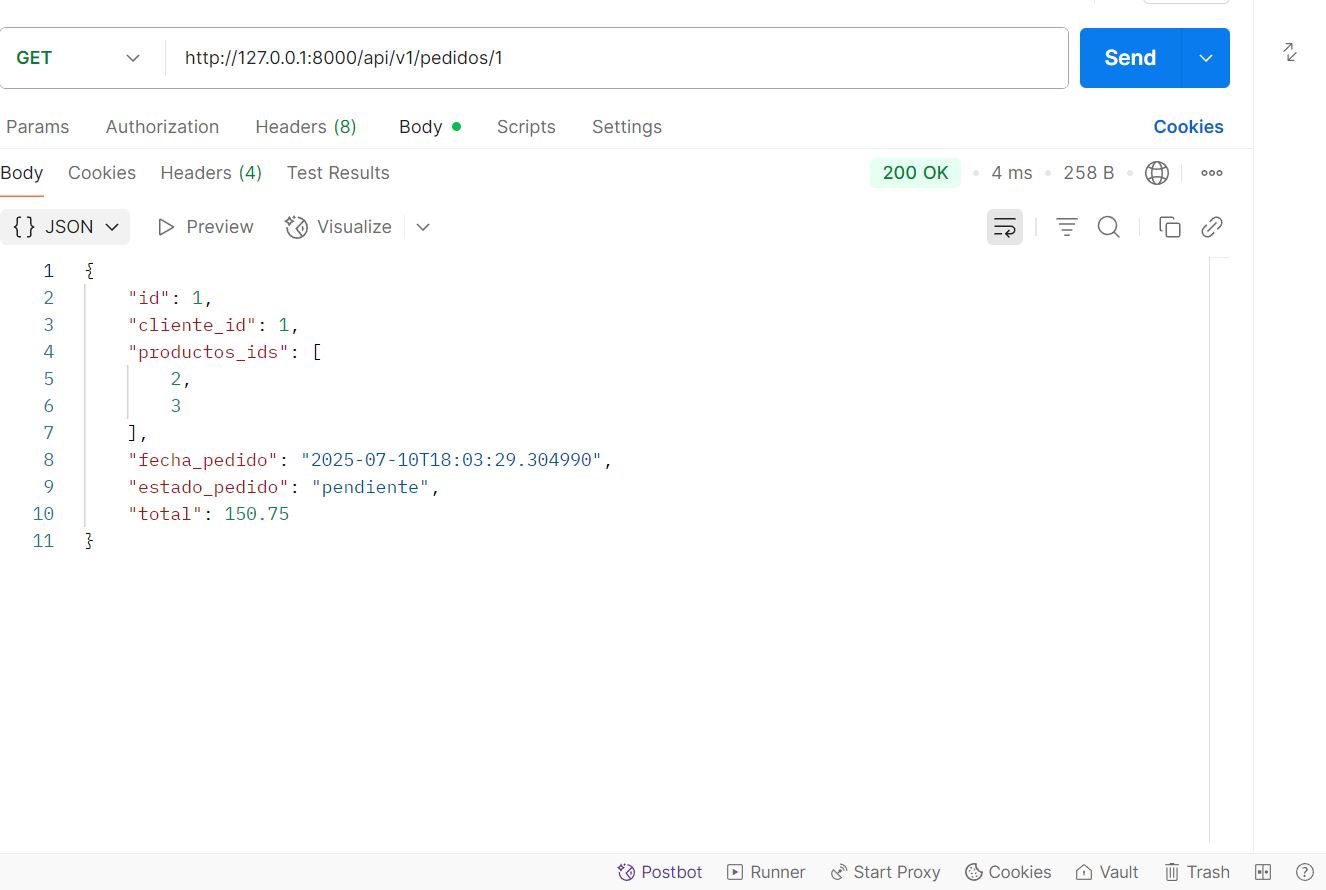 GET http://127.0.0.1:8000/api/v1/pedidos/1 Send
Params Authorization Headers (8) Body Scripts Settings Cookies
Body Cookies Headers (4) Test Results 200 OK 4 ms 258 B
{} JSON Preview Visualize
1 {
2 "id": 1,
3 "cliente_id": 1,
4 "productos_ids": [
5 2,
6 3
7 ],
8 "fecha_pedido": "2025-07-10T18:03:29.304990",
9 "estado_pedido": "pendiente",
10 "total": 150.75
11 }
Postbot Runner Start Proxy Cookies Vault Trash